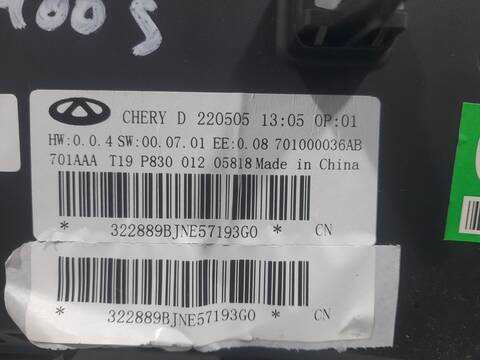 400S
CHERY D 220505 13:05 OP:01
HW:0.0.4 SW:00.07.01 EE:0.08 701000036AB
701AAA T19 P830 012 05818 Made in China
* 322889BJNE57193G0 * CN
* 322889BJNE57193G0 * CN